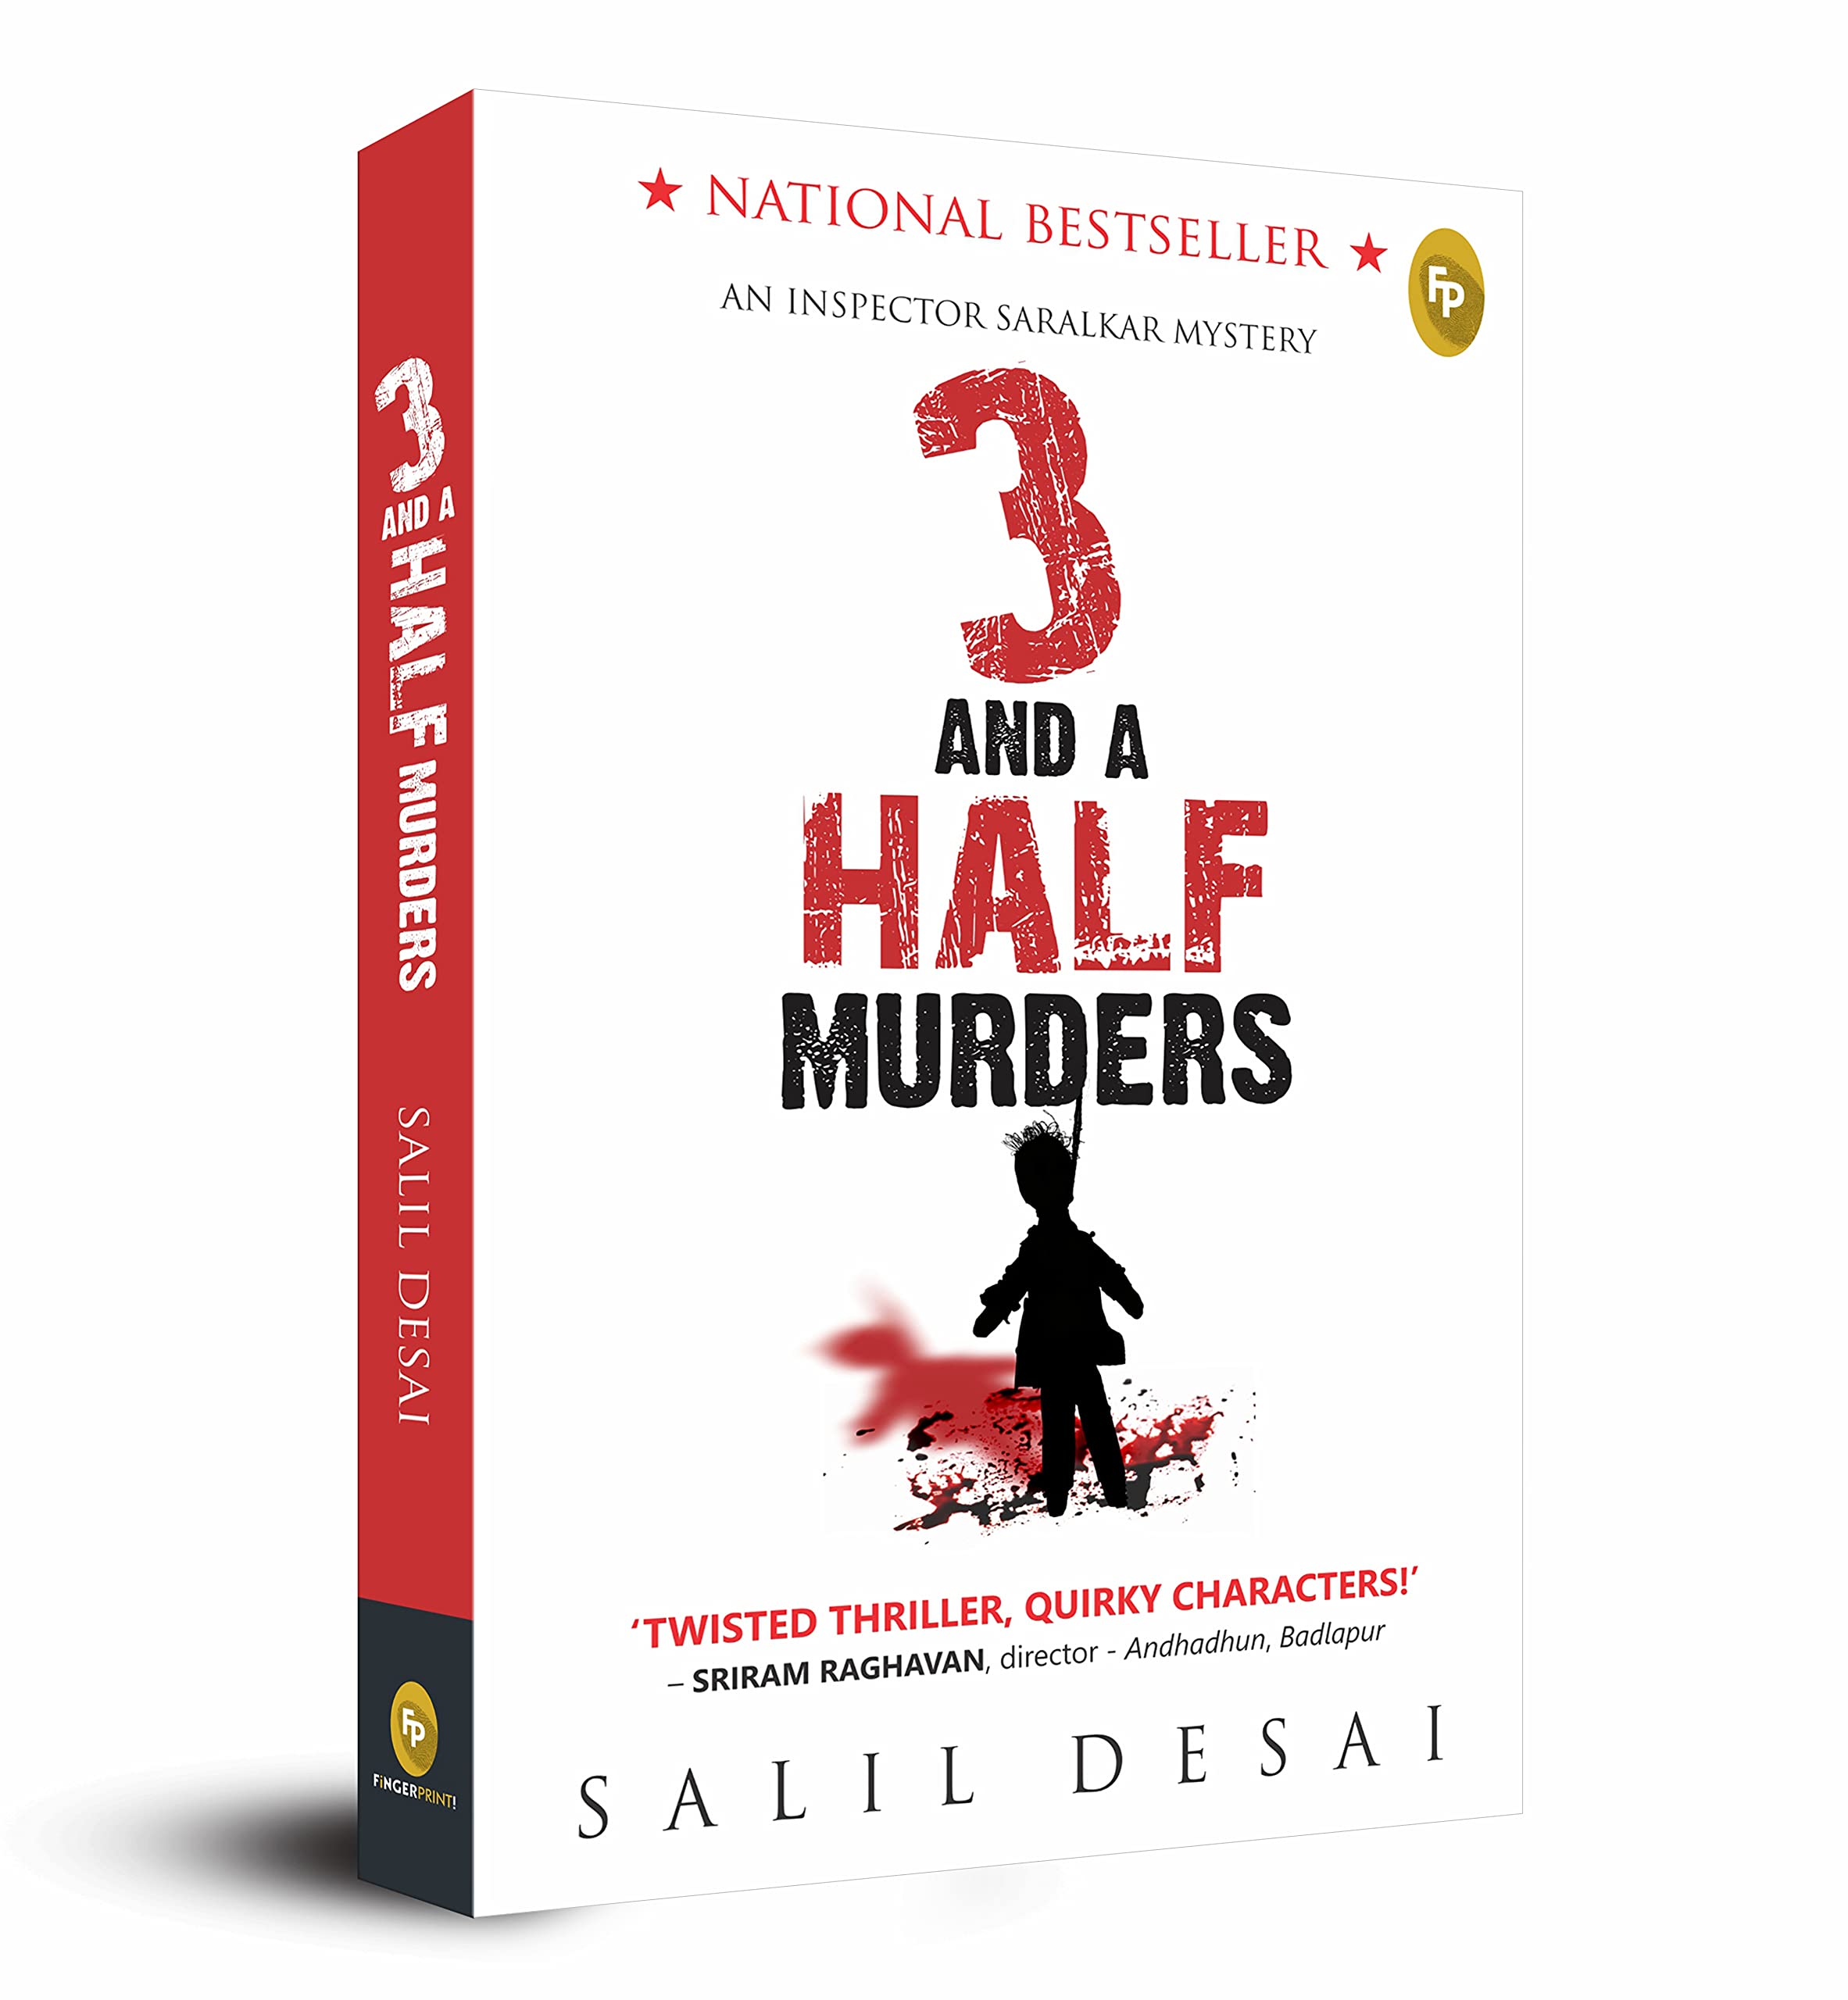 ★ NATIONAL BESTSELLER ★
FP
AN INSPECTOR SARALKAR MYSTERY
3
AND A
HALF
MURDERS
‘TWISTED THRILLER, QUIRKY CHARACTERS!’
– SRIRAM RAGHAVAN, director - Andhadhun, Badlapur
SALIL DESAI
3 AND A HALF MURDERS SALIL DESAI
FP
FiNGERPRINT!